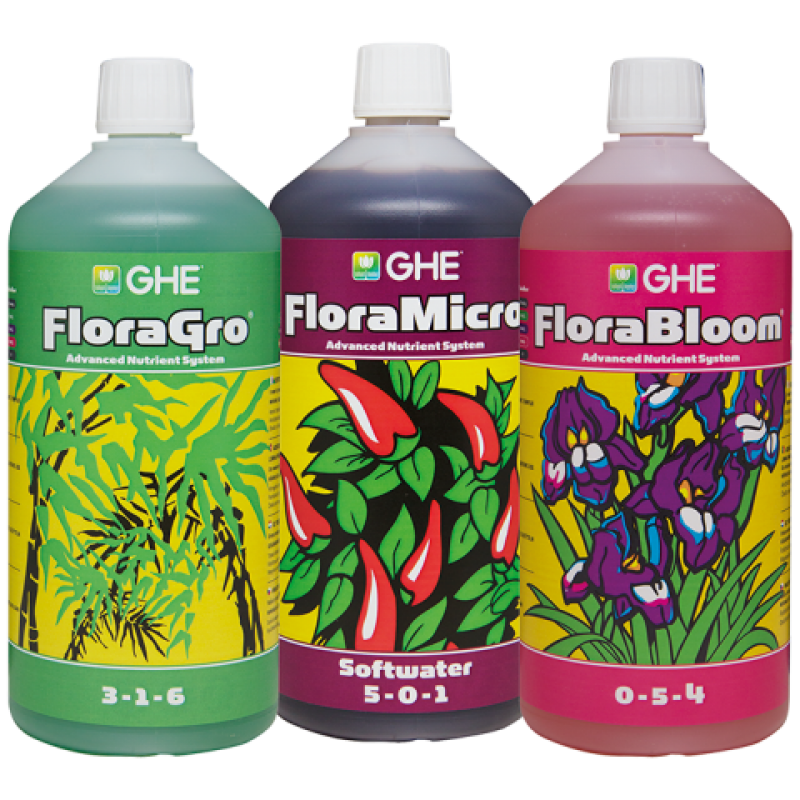 GHE
FloraGro®
Advanced Nutrient System
3-1-6
GHE
FloraMicro
Advanced Nutrient System
Softwater
5-0-1
GHE
FloraBloom®
Advanced Nutrient System
0-5-4